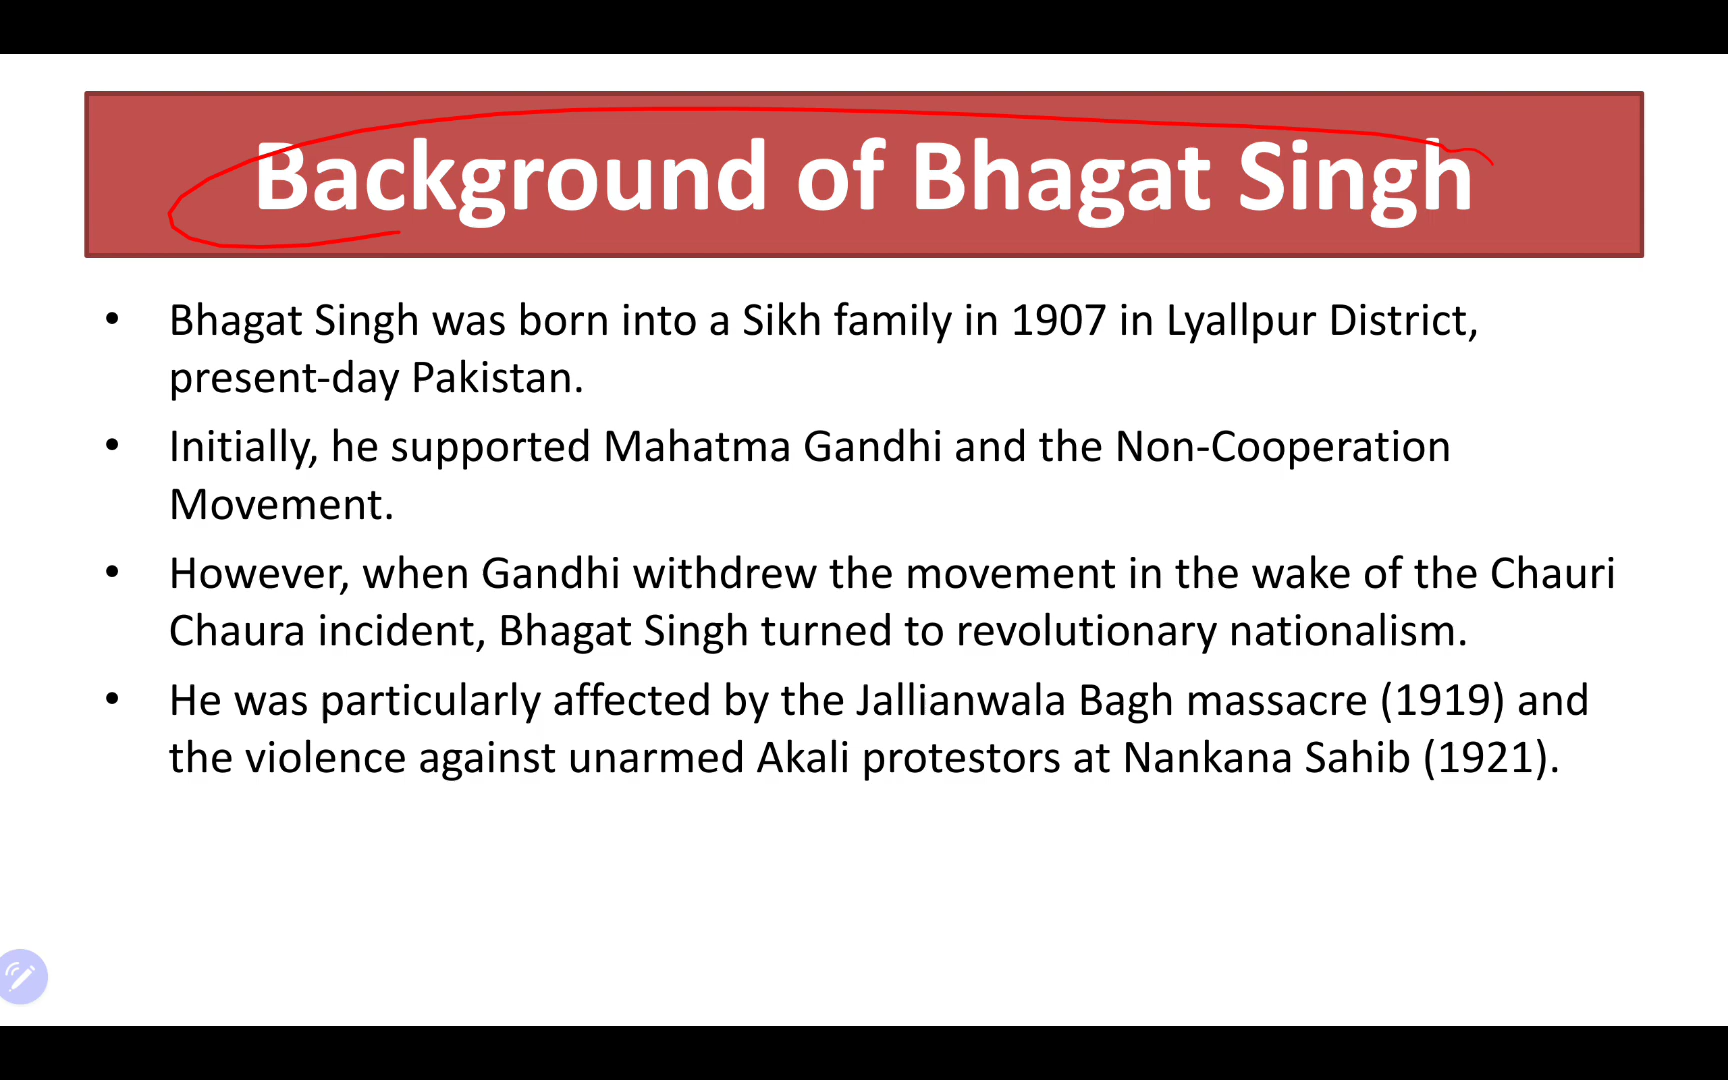 Background of Bhagat Singh
• Bhagat Singh was born into a Sikh family in 1907 in Lyallpur District,
present-day Pakistan.
• Initially, he supported Mahatma Gandhi and the Non-Cooperation
Movement.
• However, when Gandhi withdrew the movement in the wake of the Chauri
Chaura incident, Bhagat Singh turned to revolutionary nationalism.
• He was particularly affected by the Jallianwala Bagh massacre (1919) and
the violence against unarmed Akali protestors at Nankana Sahib (1921).